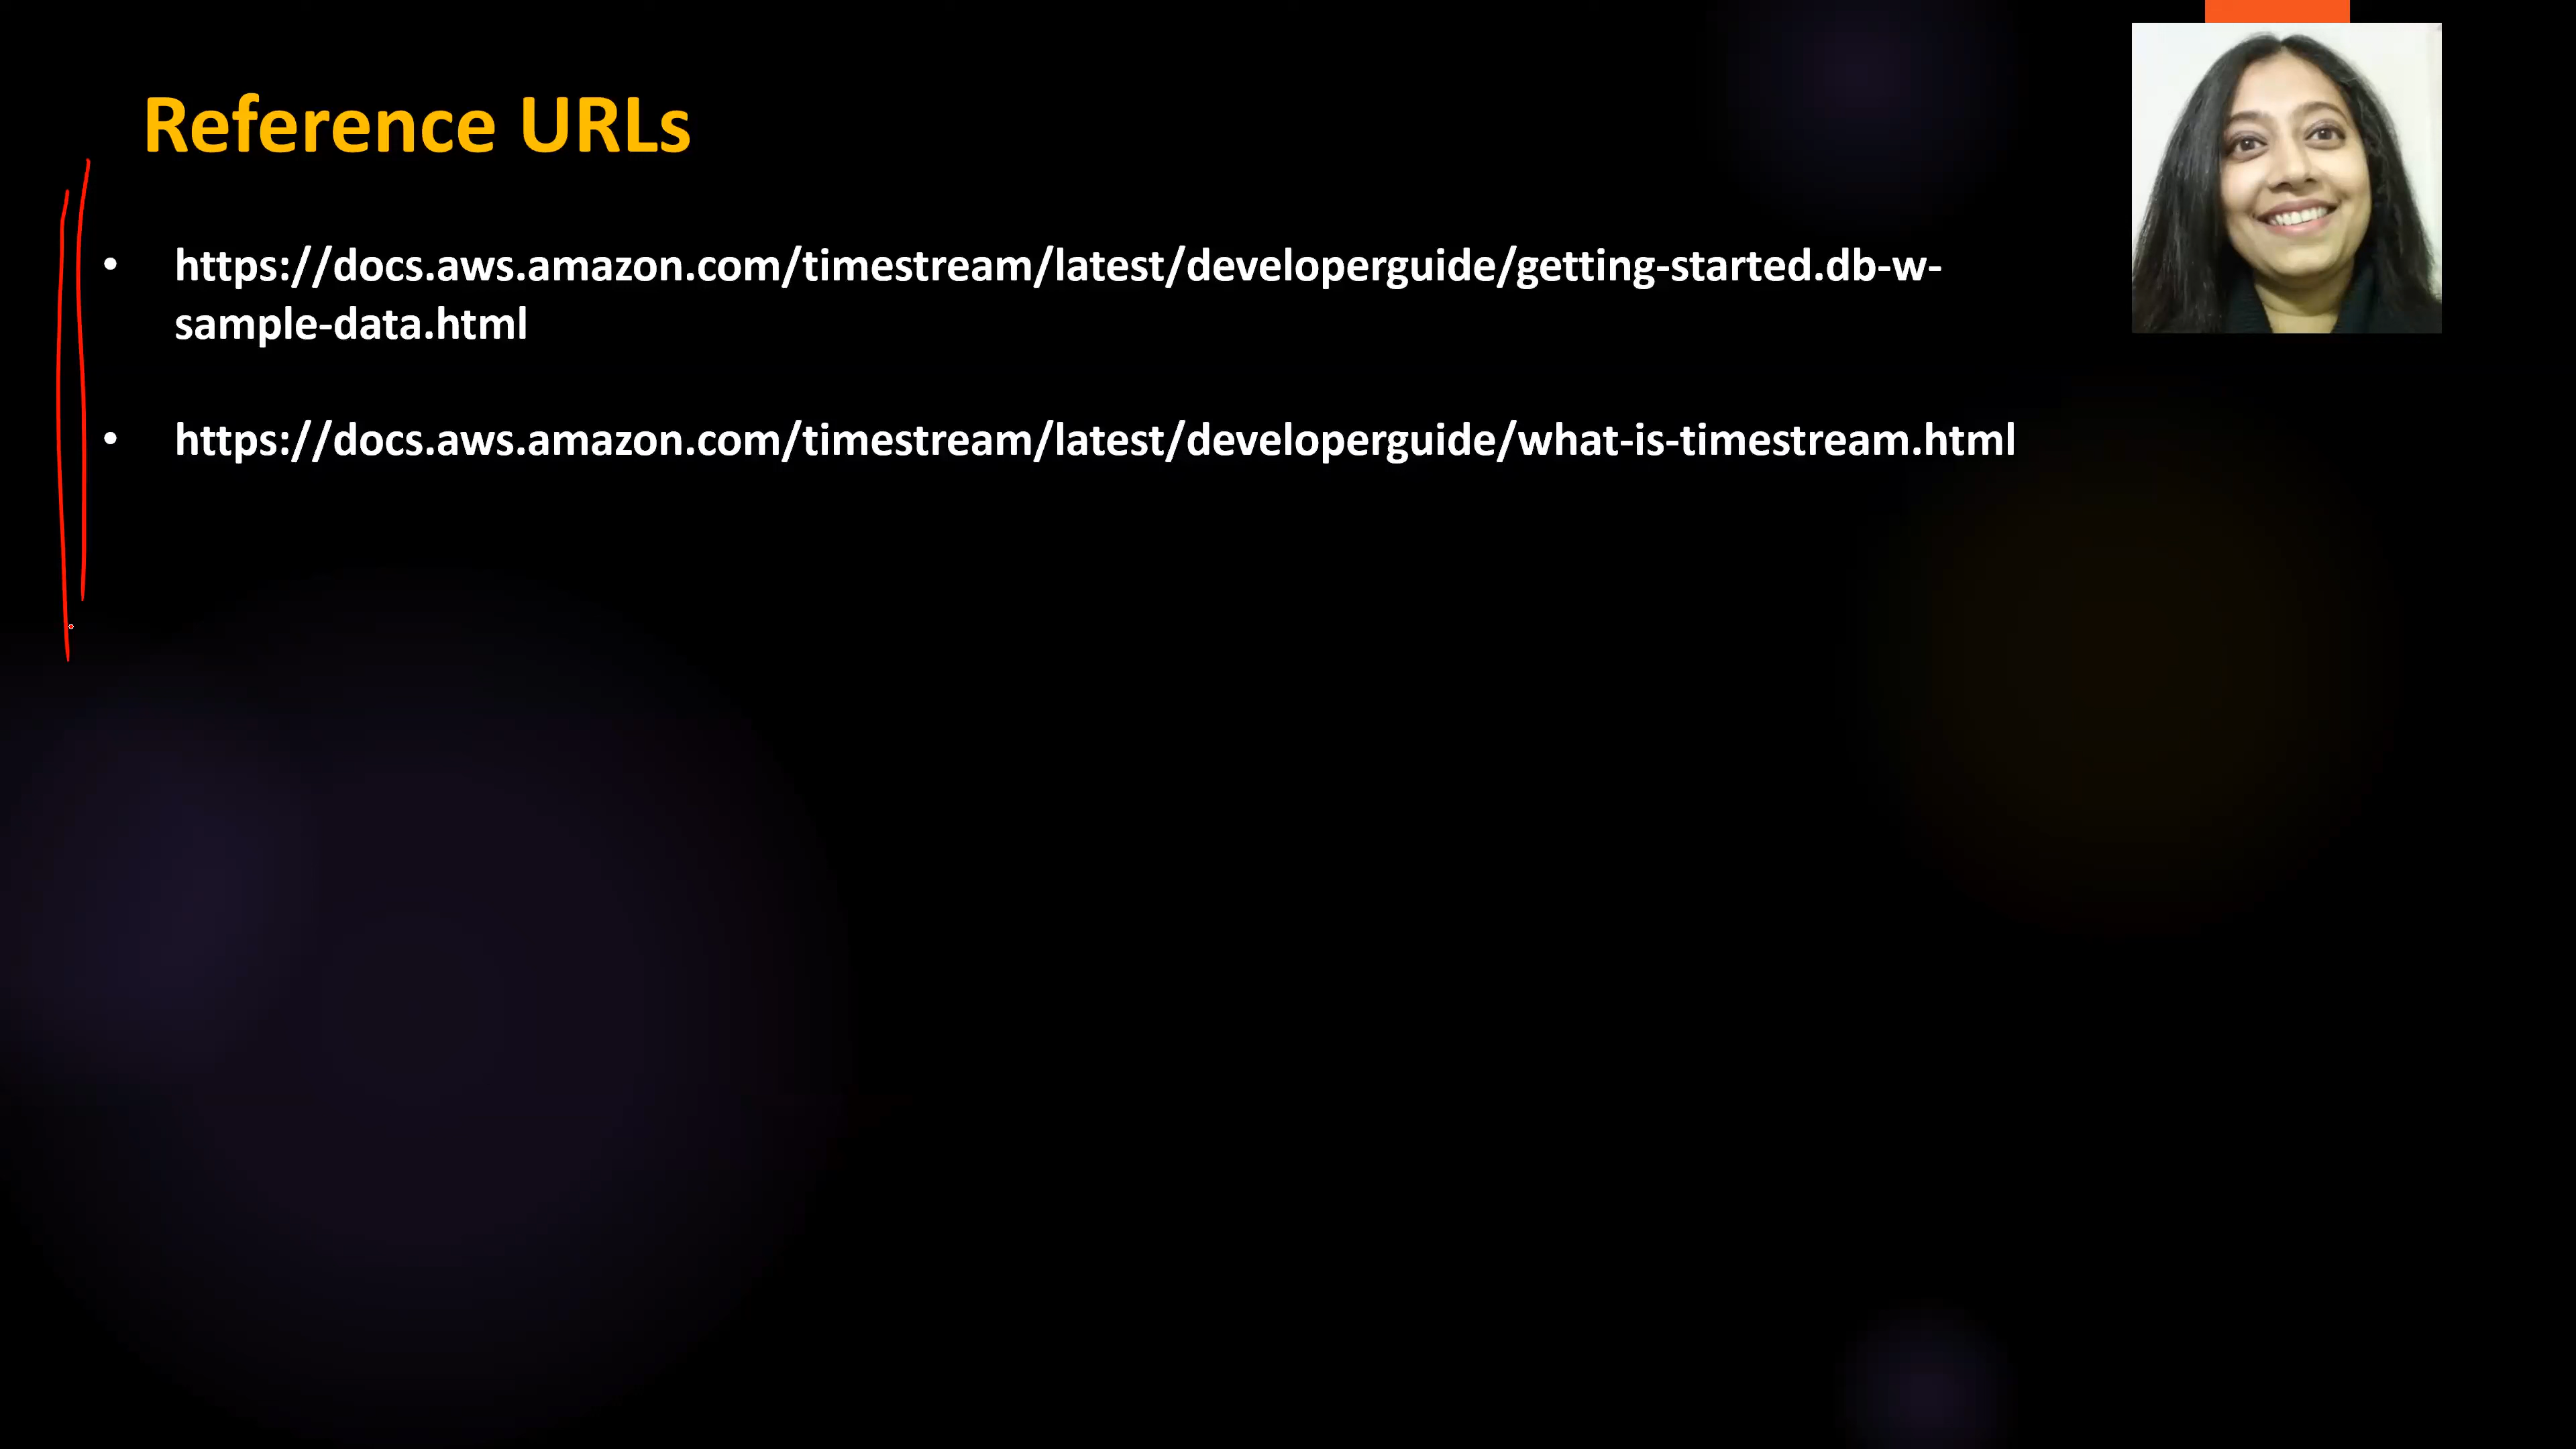 Reference URLs
• https://docs.aws.amazon.com/timestream/latest/developerguide/getting-started.db-w-
sample-data.html
• https://docs.aws.amazon.com/timestream/latest/developerguide/what-is-timestream.html